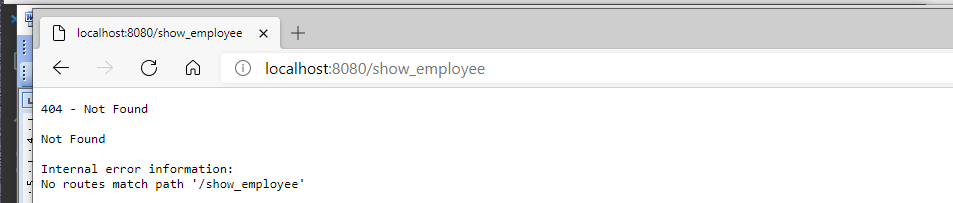 localhost:8080/show_employee
localhost:8080/show_employee
404 - Not Found
Not Found
Internal error information:
No routes match path '/show_employee'